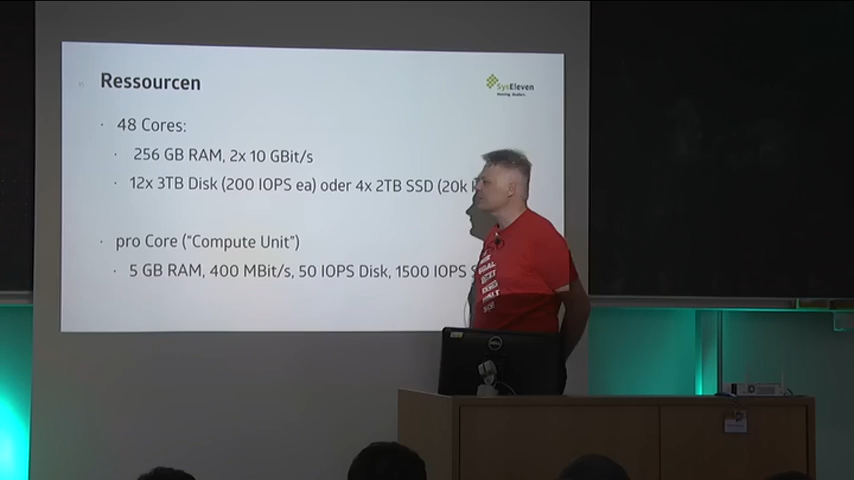 Ressourcen
SysEleven
48 Cores:
256 GB RAM, 2x 10 GBit/s
12x 3TB Disk (200 IOPS ea) oder 4x 2TB SSD (20k
pro Core ("Compute Unit")
5 GB RAM, 400 MBit/s, 50 IOPS Disk, 1500 IOPS S
DELL